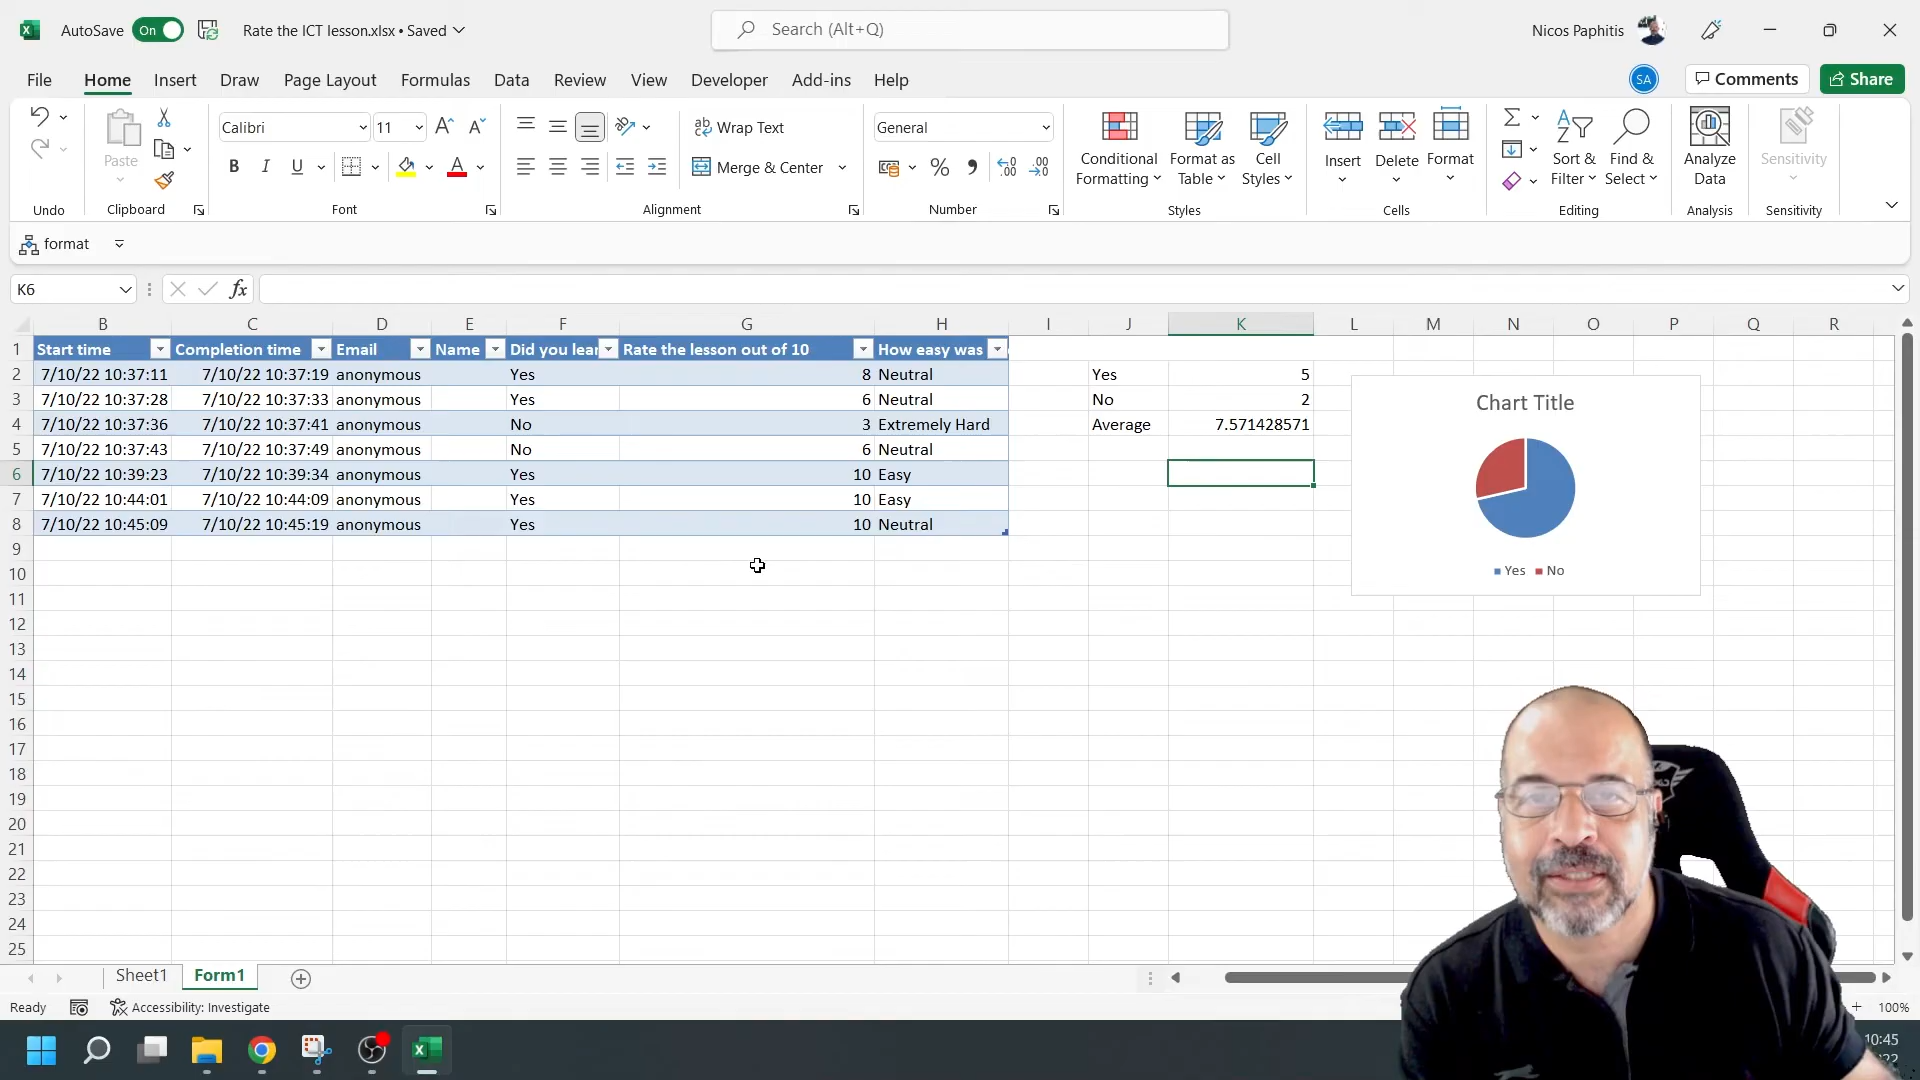 AutoSave On Rate the ICT lesson.xlsx • Saved Search (Alt+Q) Nicos Paphitis
File Home Insert Draw Page Layout Formulas Data Review View Developer Add-ins Help SA Comments Share
Paste Calibri 11 Wrap Text General
B I U Merge & Center % Conditional Formatting Format as Table Cell Styles Insert Delete Format Sort & Filter Find & Select Analyze Data Sensitivity
Undo Clipboard Font Alignment Number Styles Cells Editing Analysis Sensitivity
format
K6 fx
B C D E F G H I J K L M N O P Q R
1 Start time Completion time Email Name Did you lear Rate the lesson out of 10 How easy was
2 7/10/22 10:37:11 7/10/22 10:37:19 anonymous Yes 8 Neutral Yes 5
3 7/10/22 10:37:28 7/10/22 10:37:33 anonymous Yes 6 Neutral No 2
4 7/10/22 10:37:36 7/10/22 10:37:41 anonymous No 3 Extremely Hard Average 7.571428571
5 7/10/22 10:37:43 7/10/22 10:37:49 anonymous No 6 Neutral
6 7/10/22 10:39:23 7/10/22 10:39:34 anonymous Yes 10 Easy
7 7/10/22 10:44:01 7/10/22 10:44:09 anonymous Yes 10 Easy
8 7/10/22 10:45:09 7/10/22 10:45:19 anonymous Yes 10 Neutral
Chart Title
Yes No
9
10
11
12
13
14
15
16
17
18
19
20
21
22
23
24
25
Sheet1 Form1
Ready Accessibility: Investigate 100%
10:45